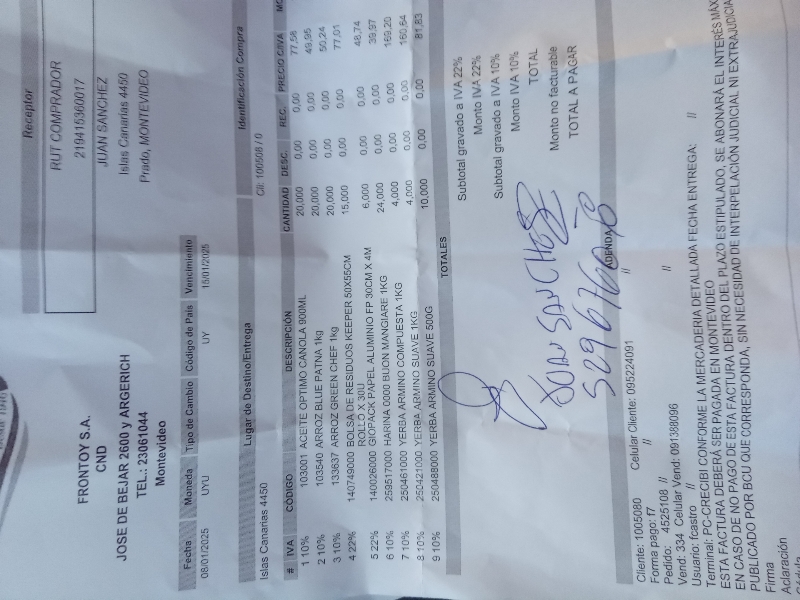 FRONTOY S.A.
CND
JOSE DE BEJAR 2600 y ARGERICH
TEL.: 23061044
Montevideo
Receptor
RUT COMPRADOR
219415360017
JUAN SANCHEZ
Islas Canarias 4450
Prado, MONTEVIDEO
Fecha Moneda Tipo de Cambio Código de País Vencimiento
08/01/2025 UYU UY 15/01/2025
Lugar de Destino/Entrega Identificación Compra
Islas Canarias 4450 Cli: 100508 / 0
# IVA CÓDIGO DESCRIPCIÓN CANTIDAD DESC. REC. PRECIO C/IVA
1 10% 103001 ACEITE OPTIMO CANOLA 900ML 20,000 0,00 0,00 77,58
2 10% 103540 ARROZ BLUE PATNA 1kg 20,000 0,00 0,00 49,95
3 10% 133637 ARROZ GREEN CHEF 1kg 20,000 0,00 0,00 50,24
4 22% 140749000 BOLSA DE RESIDUOS KEEPER 50X55CM 15,000 0,00 0,00 77,01
ROLLO X 30U
5 22% 140026000 GIOPACK PAPEL ALUMINIO FP 30CM X 4M 6,000 0,00 0,00 48,74
6 10% 259517000 HARINA 0000 BUON MANGIARE 1KG 24,000 0,00 0,00 39,97
7 10% 250461000 YERBA ARMINO COMPUESTA 1KG 4,000 0,00 0,00 169,20
8 10% 250421000 YERBA ARMINO SUAVE 1KG 4,000 0,00 0,00 160,64
9 10% 250488000 YERBA ARMINO SUAVE 500G 10,000 0,00 0,00 81,83
TOTALES
Subtotal gravado a IVA 22%
Monto IVA 22%
Subtotal gravado a IVA 10%
Monto IVA 10%
TOTAL
Monto no facturable
TOTAL A PAGAR
JUAN SANCHEZ
ADENDA
Cliente: 1005080 Celular Cliente: 095224091 //
Forma pago: f7 //
Pedido: 4525108 // //
Vend: 334 Celular Vend: 091388096
Usuario: fcastro //
Terminal: PC-CRECIBI CONFORME LA MERCADERIA DETALLADA FECHA ENTREGA: //
ESTA FACTURA DEBERÁ SER PAGADA EN MONTEVIDEO
EN CASO DE NO PAGO DE ESTA FACTURA DENTRO DEL PLAZO ESTIPULADO, SE ABONARÁ EL INTERÉS
PUBLICADO POR BCU QUE CORRESPONDA, SIN NECESIDAD DE INTERPELACIÓN JUDICIAL NI EXTRAJUDICIA
Firma
Aclaración